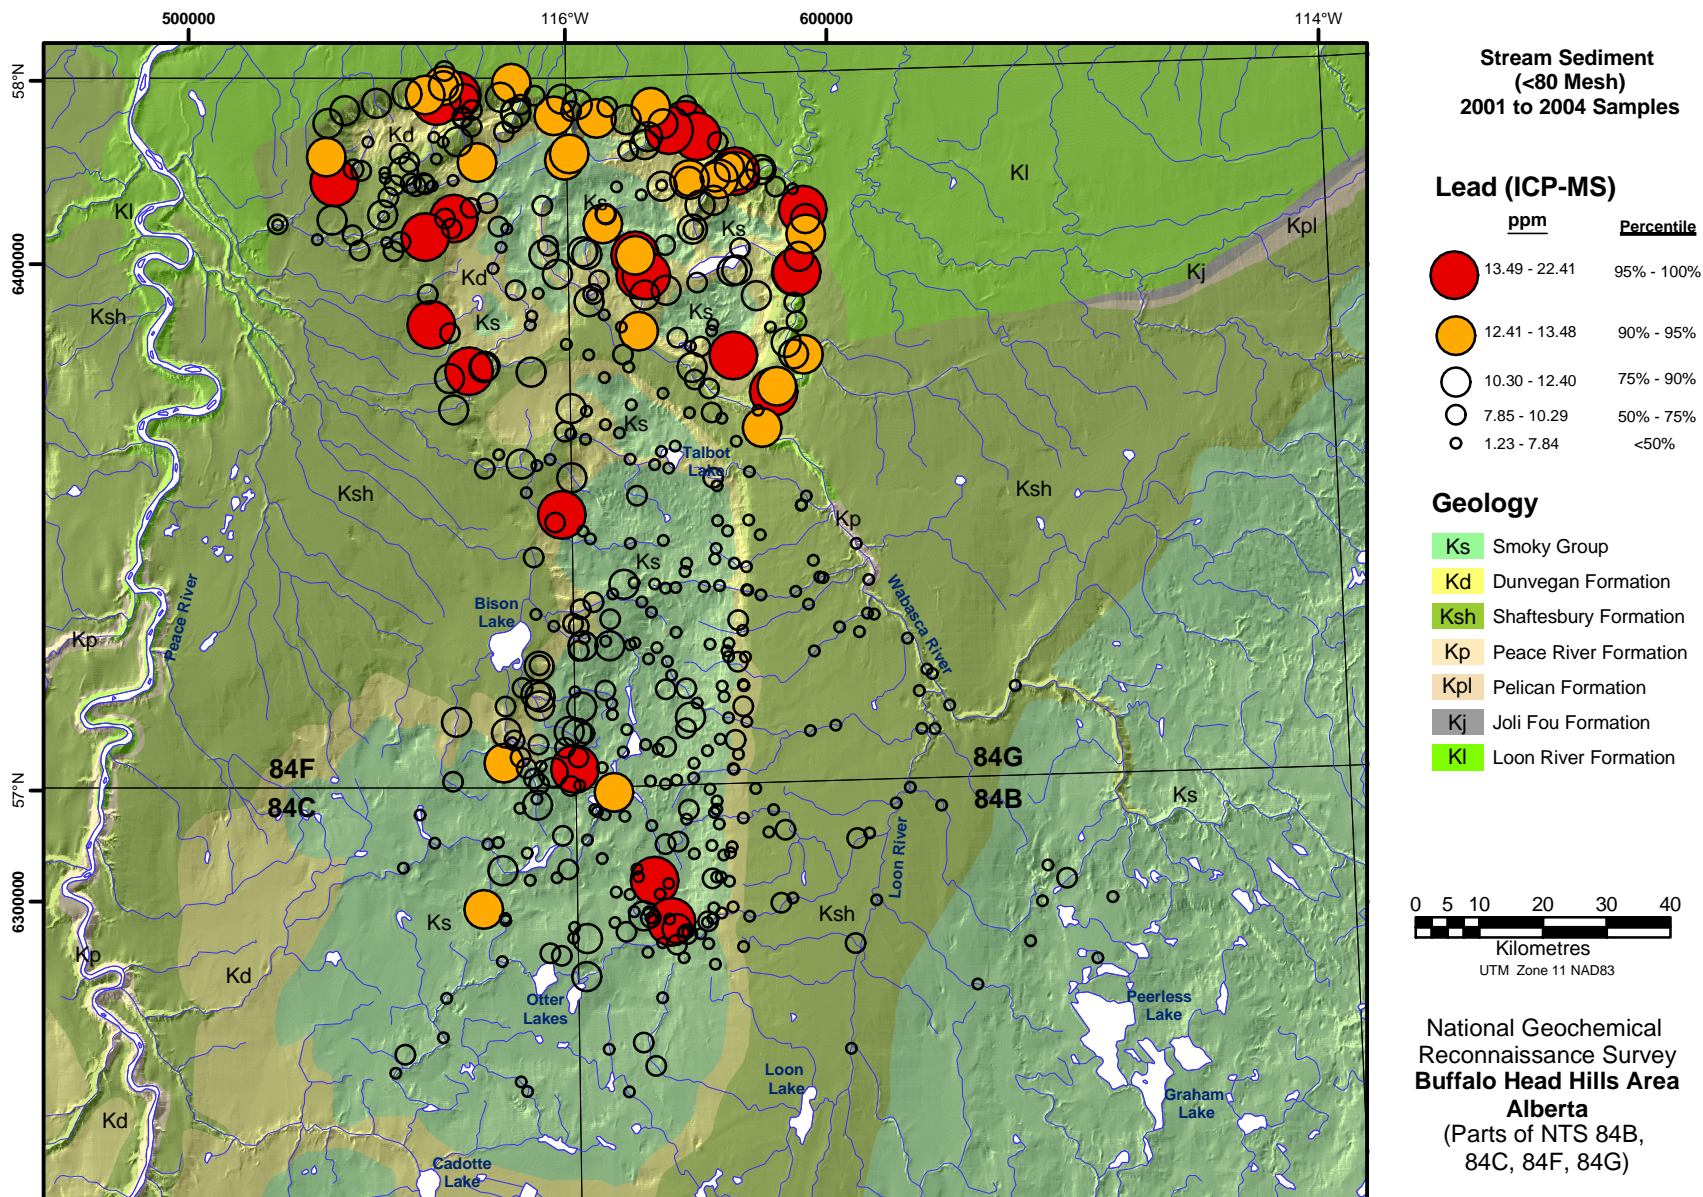 500000
116°W
600000
114°W
58°N
6400000
57°N
6300000
Kd
Kl
Kl
Kpl
Kj
Ks
Ks
Kd
Ksh
Ks
Ks
Ks
Talbot
Lake
Ksh
Ksh
Kp
Ks
Peace River
Wabasca River
Bison
Lake
Kp
84F
84G
84C
84B
Ks
Loon River
Ks
Ksh
Kp
Kd
Otter
Lakes
Peerless
Lake
Loon
Lake
Graham
Lake
Kd
Cadotte
Lake
Stream Sediment
(<80 Mesh)
2001 to 2004 Samples
Lead (ICP-MS)
ppm Percentile
13.49 - 22.41 95% - 100%
12.41 - 13.48 90% - 95%
10.30 - 12.40 75% - 90%
7.85 - 10.29 50% - 75%
1.23 - 7.84 <50%
Geology
Ks Smoky Group
Kd Dunvegan Formation
Ksh Shaftesbury Formation
Kp Peace River Formation
Kpl Pelican Formation
Kj Joli Fou Formation
Kl Loon River Formation
0 5 10 20 30 40
Kilometres
UTM Zone 11 NAD83
National Geochemical
Reconnaissance Survey
Buffalo Head Hills Area
Alberta
(Parts of NTS 84B,
84C, 84F, 84G)